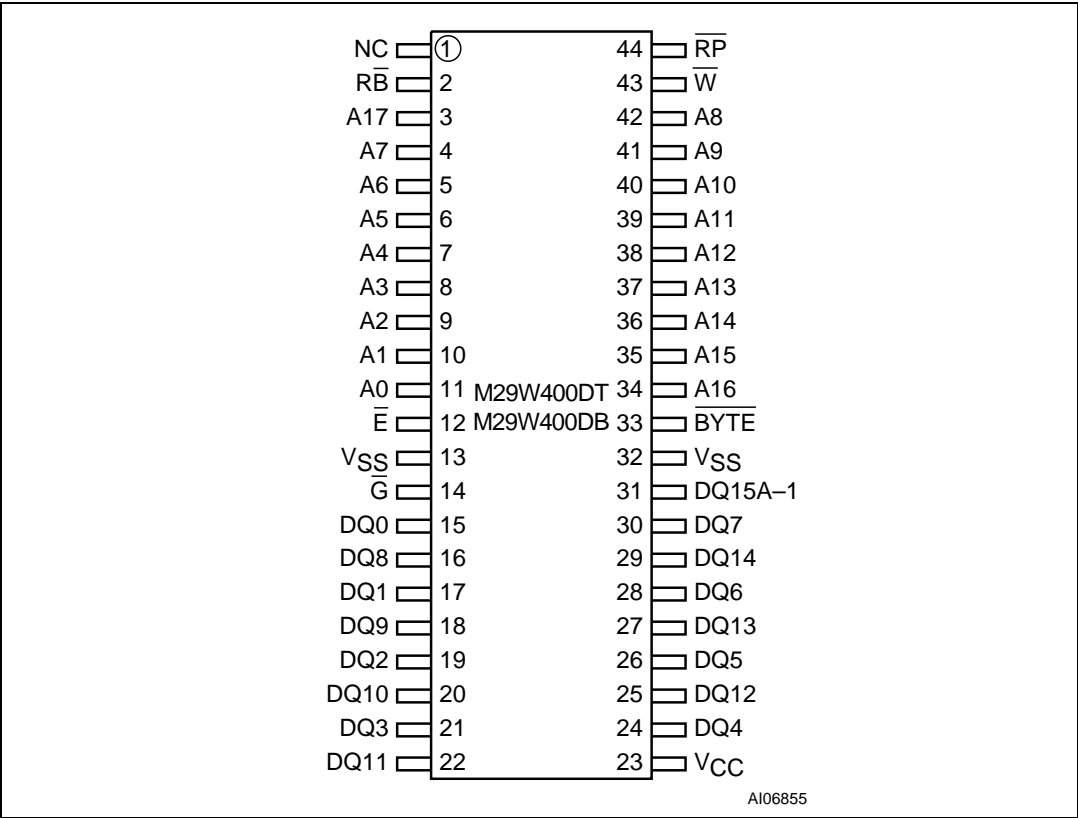 NC 1 44 R̅P̅
RB̅ 2 43 W̅
A17 3 42 A8
A7 4 41 A9
A6 5 40 A10
A5 6 39 A11
A4 7 38 A12
A3 8 37 A13
A2 9 36 A14
A1 10 35 A15
A0 11 M29W400DT 34 A16
E̅ 12 M29W400DB 33 B̅Y̅T̅E̅
VSS 13 32 VSS
G̅ 14 31 DQ15A–1
DQ0 15 30 DQ7
DQ8 16 29 DQ14
DQ1 17 28 DQ6
DQ9 18 27 DQ13
DQ2 19 26 DQ5
DQ10 20 25 DQ12
DQ3 21 24 DQ4
DQ11 22 23 VCC
AI06855